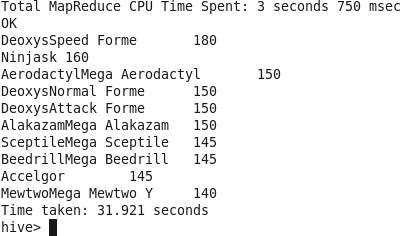 Total MapReduce CPU Time Spent: 3 seconds 750 msec
OK
DeoxysSpeed Forme	180
Ninjask	160
AerodactylMega Aerodactyl	150
DeoxysNormal Forme	150
DeoxysAttack Forme	150
AlakazamMega Alakazam	150
SceptileMega Sceptile	145
BeedrillMega Beedrill	145
Accelgor	145
MewtwoMega Mewtwo Y	140
Time taken: 31.921 seconds
hive>